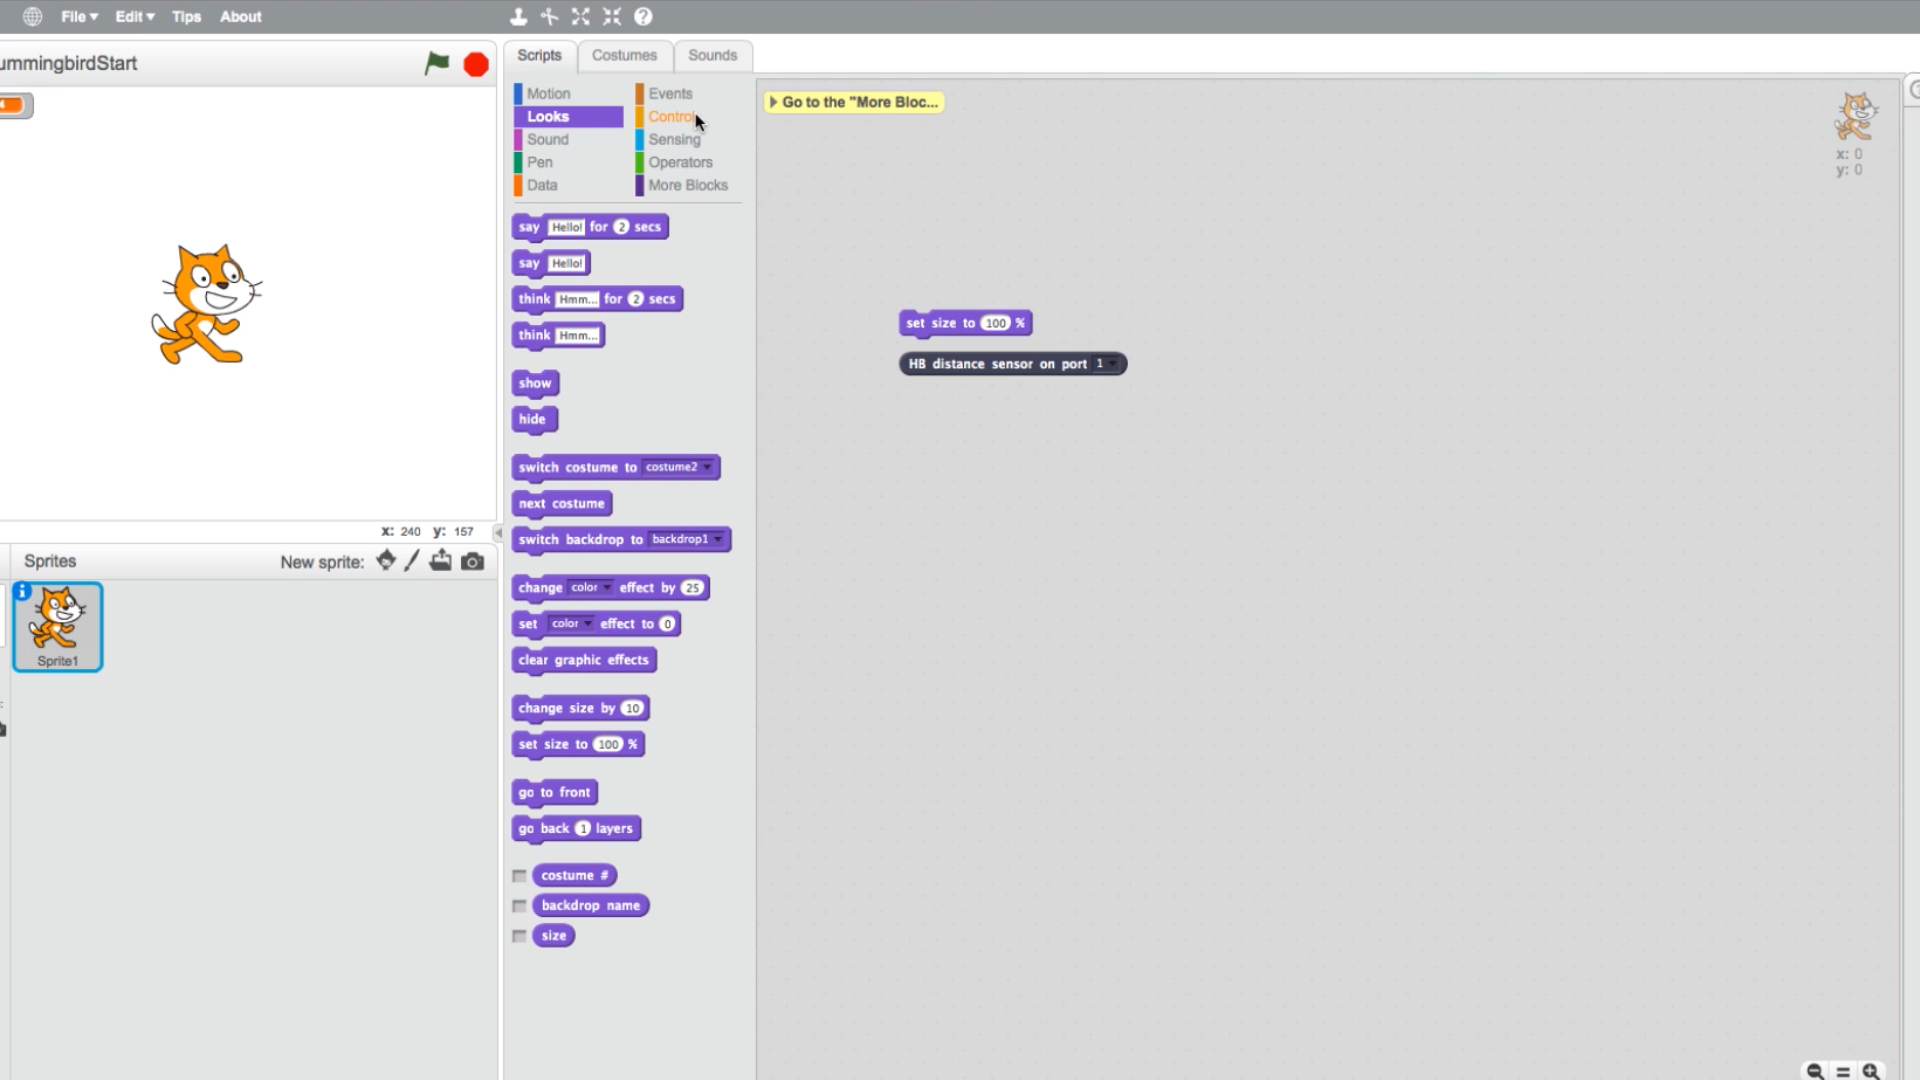 File Edit Tips About
ummingbirdStart
4
Scripts Costumes Sounds
Motion Events
Looks Control
Sound Sensing
Pen Operators
Data More Blocks
say Hello! for 2 secs
say Hello!
think Hmm... for 2 secs
think Hmm...
show
hide
switch costume to costume2
next costume
switch backdrop to backdrop1
change color effect by 25
set color effect to 0
clear graphic effects
change size by 10
set size to 100 %
go to front
go back 1 layers
costume #
backdrop name
size
Go to the "More Bloc...
set size to 100 %
HB distance sensor on port 1
x: 0
y: 0
x: 240 y: 157
Sprites New sprite:
Sprite1